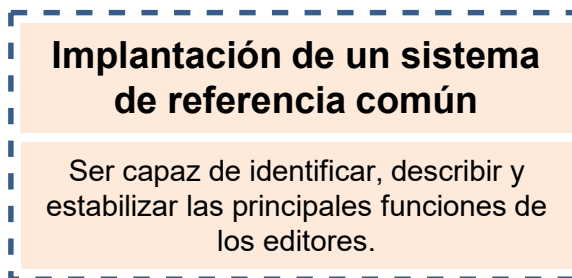 Implantación de un sistema
de referencia común
Ser capaz de identificar, describir y
estabilizar las principales funciones de
los editores.